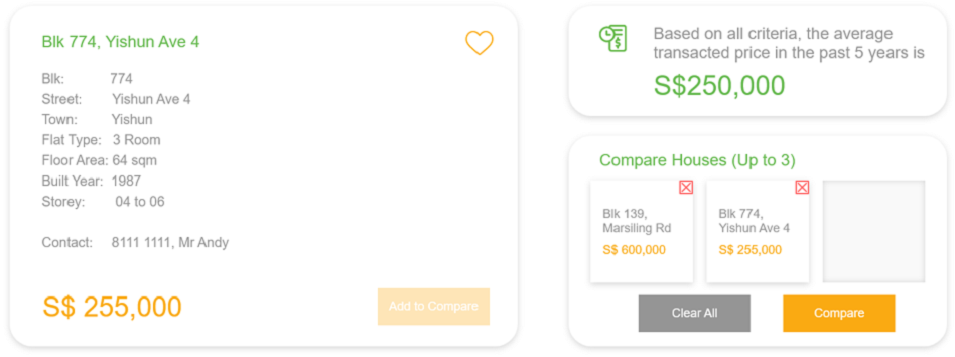 Blk 774, Yishun Ave 4
Blk: 774
Street: Yishun Ave 4
Town: Yishun
Flat Type: 3 Room
Floor Area: 64 sqm
Built Year: 1987
Storey: 04 to 06
Contact: 8111 1111, Mr Andy
S$ 255,000
Add to Compare
Based on all criteria, the average
transacted price in the past 5 years is
S$250,000
Compare Houses (Up to 3)
Blk 139,
Marsiling Rd
S$ 600,000
Blk 774,
Yishun Ave 4
S$ 255,000
Clear All
Compare